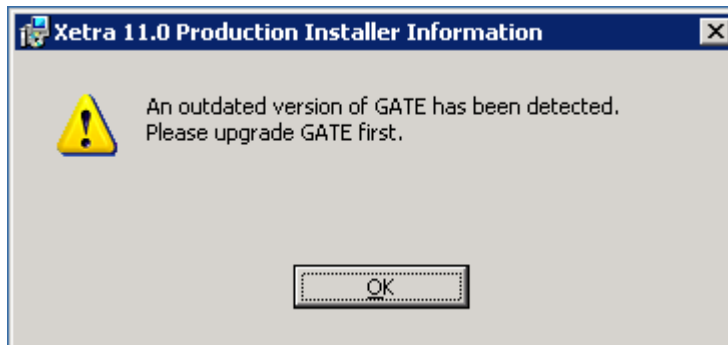 Xetra 11.0 Production Installer Information
An outdated version of GATE has been detected.
Please upgrade GATE first.
OK